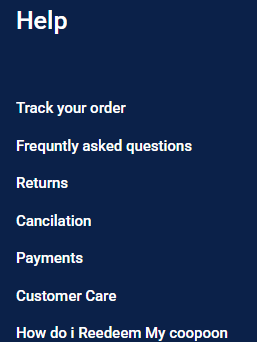 Help
Track your order
Frequntly asked questions
Returns
Cancilation
Payments
Customer Care
How do i Reedeem My coopoon